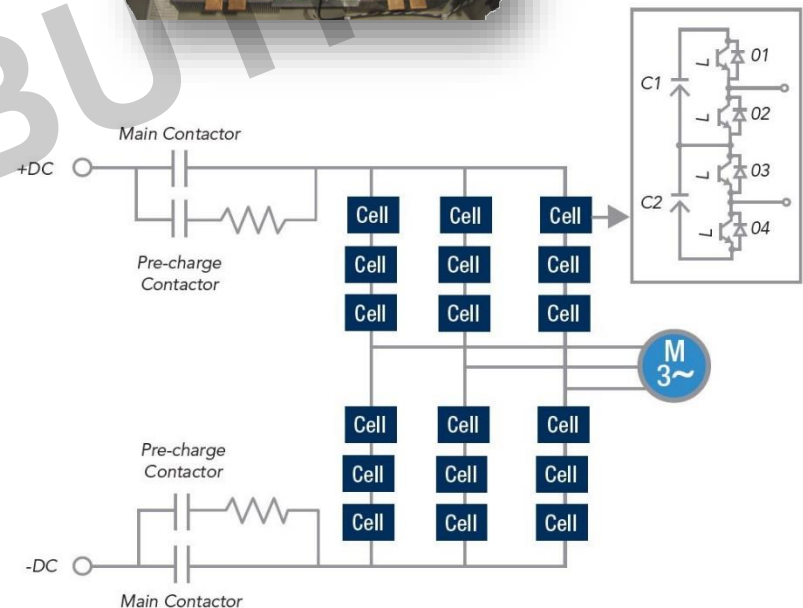 BUT
Main Contactor
+DC
Pre-charge
Contactor
Cell Cell Cell
Cell Cell Cell
Cell Cell Cell
C1
C2
L 01
L 02
L 03
L 04
M
3~
Cell Cell Cell
Cell Cell Cell
Cell Cell Cell
Pre-charge
Contactor
-DC
Main Contactor